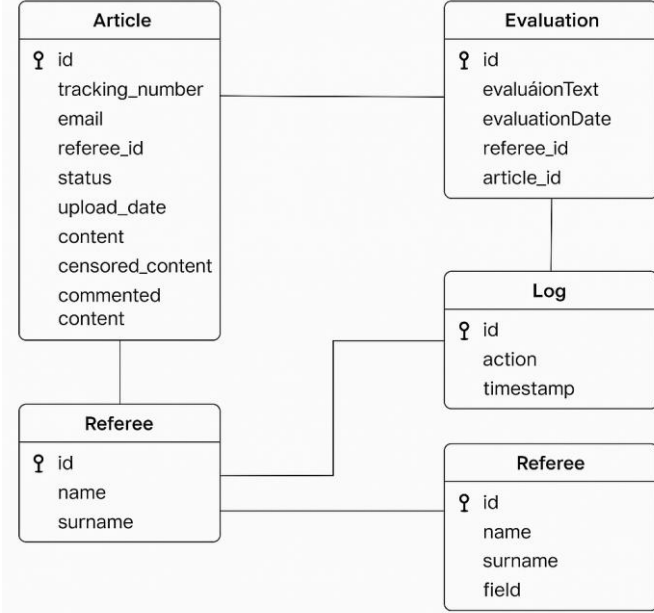 Article
id
tracking_number
email
referee_id
status
upload_date
content
censored_content
commented
content
Evaluation
id
evaluáionText
evaluationDate
referee_id
article_id
Log
id
action
timestamp
Referee
id
name
surname
Referee
id
name
surname
field